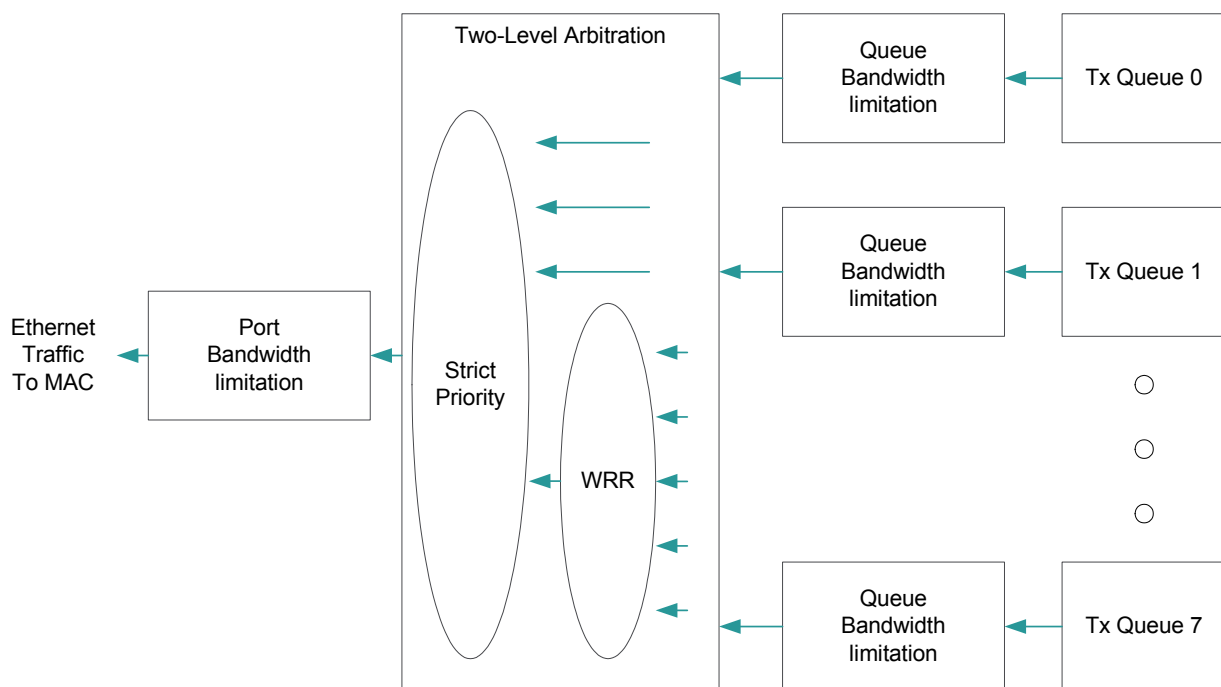 Two-Level Arbitration
Queue
Bandwidth
limitation
Tx Queue 0
Queue
Bandwidth
limitation
Tx Queue 1
Ethernet
Traffic
To MAC
Port
Bandwidth
limitation
Strict
Priority
WRR
Queue
Bandwidth
limitation
Tx Queue 7